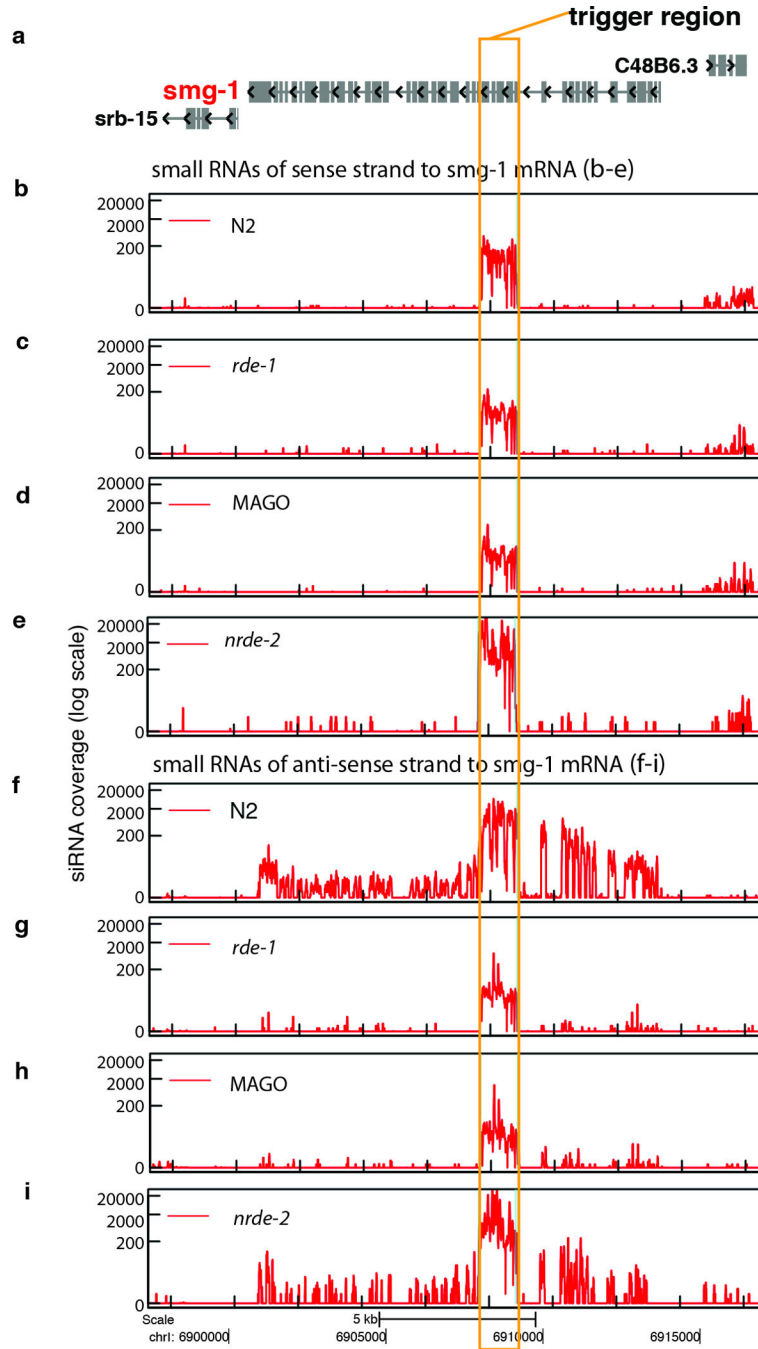 trigger region
a
C48B6.3
smg-1
srb-15
small RNAs of sense strand to smg-1 mRNA (b-e)
b
20000
2000
200
0
N2
c
20000
2000
200
0
rde-1
d
20000
2000
200
0
MAGO
e
20000
2000
200
0
nrde-2
siRNA coverage (log scale)
small RNAs of anti-sense strand to smg-1 mRNA (f-i)
f
20000
2000
200
0
N2
g
20000
2000
200
0
rde-1
h
20000
2000
200
0
MAGO
i
20000
2000
200
0
nrde-2
Scale 5 kb
chrI: 6900000 6905000 6910000 6915000